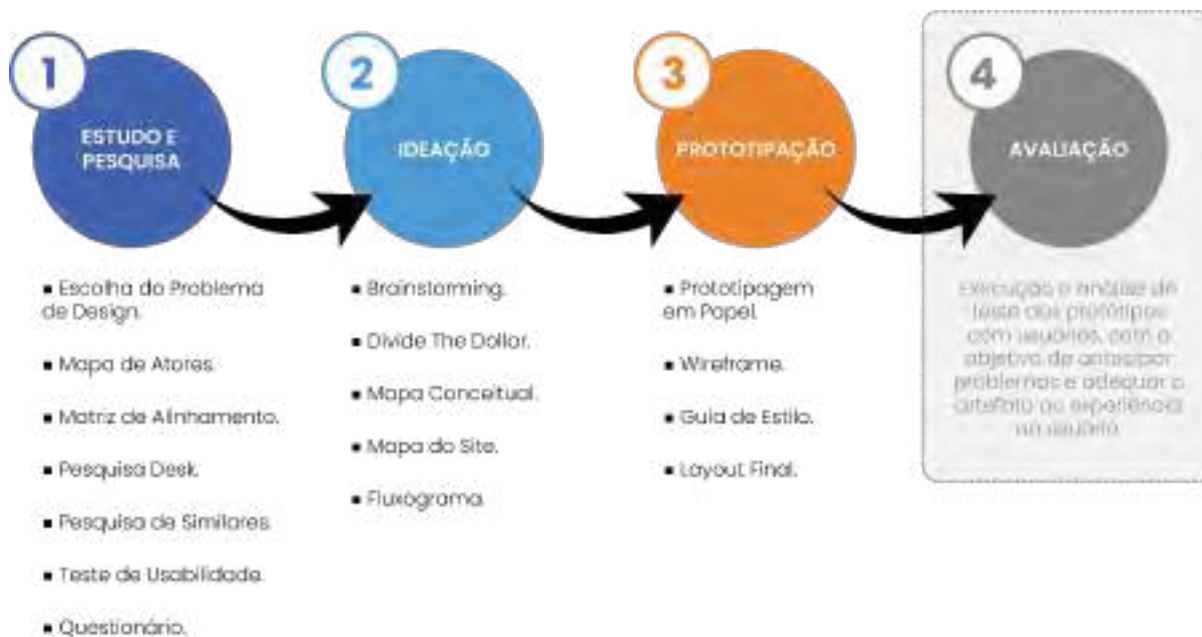 1
ESTUDO E
PESQUISA
▪ Escolha do Problema
de Design.
▪ Mapa de Atores.
▪ Matriz de Alinhamento.
▪ Pesquisa Desk.
▪ Pesquisa de Similares.
▪ Teste de Usabilidade.
▪ Questionário.
2
IDEAÇÃO
▪ Brainstorming.
▪ Divide The Dollar.
▪ Mapa Conceitual.
▪ Mapa do Site.
▪ Fluxograma.
3
PROTOTIPAÇÃO
▪ Prototipagem
em Papel.
▪ Wireframe.
▪ Guia de Estilo.
▪ Layout Final.
4
AVALIAÇÃO
Execução e análise de
teste dos protótipos
com usuários, com o
objetivo de antecipar
problemas e adequar o
artefato ou experiência
ao usuário.